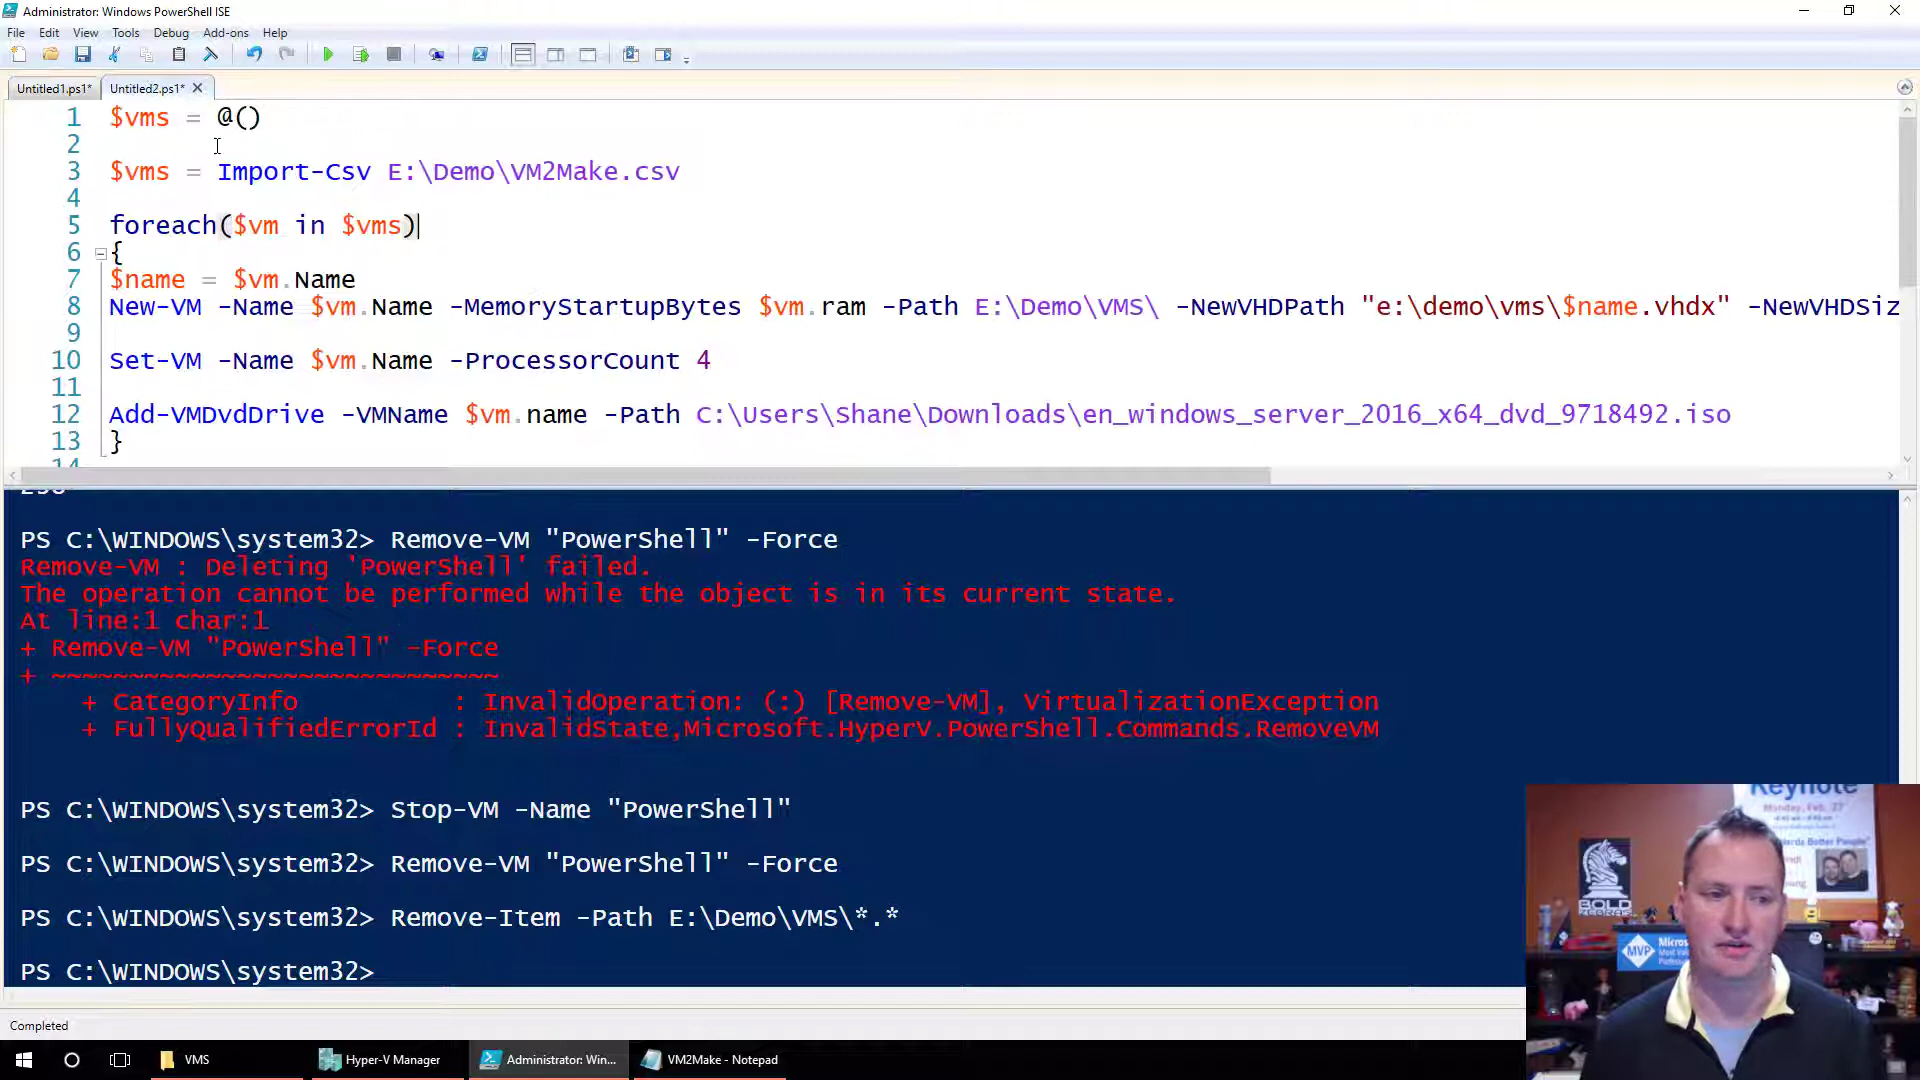 Administrator: Windows PowerShell ISE
File Edit View Tools Debug Add-ons Help
Untitled1.ps1* Untitled2.ps1*
1 $vms = @()
2
3 $vms = Import-Csv E:\Demo\VM2Make.csv
4
5 foreach($vm in $vms)
6 {
7 $name = $vm.Name
8 New-VM -Name $vm.Name -MemoryStartupBytes $vm.ram -Path E:\Demo\VMS\ -NewVHDPath "e:\demo\vms\$name.vhdx" -NewVHDSiz
9
10 Set-VM -Name $vm.Name -ProcessorCount 4
11
12 Add-VMDvdDrive -VMName $vm.name -Path C:\Users\Shane\Downloads\en_windows_server_2016_x64_dvd_9718492.iso
13 }
14
PS C:\WINDOWS\system32> Remove-VM "PowerShell" -Force
Remove-VM : Deleting 'PowerShell' failed.
The operation cannot be performed while the object is in its current state.
At line:1 char:1
+ Remove-VM "PowerShell" -Force
+ ~~~~~~~~~~~~~~~~~~~~~~~~~~~~~
+ CategoryInfo : InvalidOperation: (:) [Remove-VM], VirtualizationException
+ FullyQualifiedErrorId : InvalidState,Microsoft.HyperV.PowerShell.Commands.RemoveVM
PS C:\WINDOWS\system32> Stop-VM -Name "PowerShell"
PS C:\WINDOWS\system32> Remove-VM "PowerShell" -Force
PS C:\WINDOWS\system32> Remove-Item -Path E:\Demo\VMS\*.*
PS C:\WINDOWS\system32>
Keynote
Monday, Feb. 27
BOLD
MVP
Completed
VMS Hyper-V Manager Administrator: Win... VM2Make - Notepad